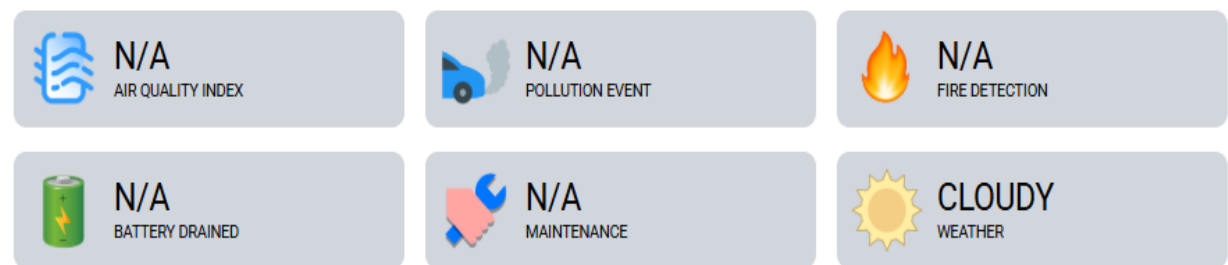 N/A
AIR QUALITY INDEX
N/A
POLLUTION EVENT
N/A
FIRE DETECTION
N/A
BATTERY DRAINED
N/A
MAINTENANCE
CLOUDY
WEATHER